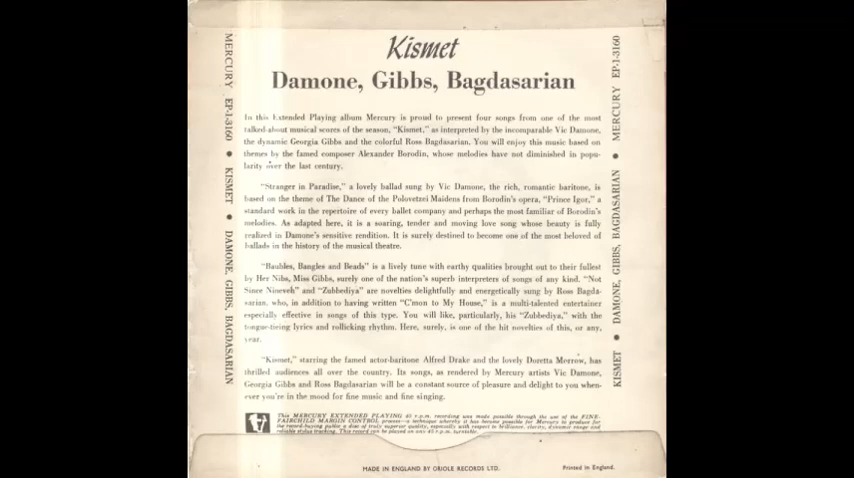 Kismet
Damone, Gibbs, Bagdasarian
In this Extended Playing album Mercury is proud to present four songs from one of the most
talked-about musical scores of the season, "Kismet," as interpreted by the incomparable Vic Damone,
the dynamic Georgia Gibbs and the colorful Ross Bagdasarian. You will enjoy this music based on
themes by the famed composer Alexander Borodin, whose melodies have not diminished in popu-
larity over the last century.
"Stranger in Paradise," a lovely ballad sung by Vic Damone, the rich, romantic baritone, is
based on the theme of The Dance of the Polovetzei Maidens from Borodin's opera, "Prince Igor," a
standard work in the repertoire of every ballet company and perhaps the most familiar of Borodin's
melodies. As adapted here, it is a soaring, tender and moving love song whose beauty is fully
realized in Damone's sensitive rendition. It is surely destined to become one of the most beloved of
ballads in the history of the musical theatre.
"Baubles, Bangles and Beads" is a lively tune with earthy qualities brought out to their fullest
by Her Nibs, Miss Gibbs, surely one of the nation's superb interpreters of songs of any kind. "Not
Since Nineveh" and "Zubbediya" are novelties delightfully and energetically sung by Ross Bagda-
sarian, who, in addition to having written "C'mon to My House," is a multi-talented entertainer
especially effective in songs of this type. You will like, particularly, his "Zubbediya," with the
tongue-twisting lyrics and rollicking rhythm. Here, surely, is one of the hit novelties of this, or any,
year.
"Kismet," starring the famed actor-baritone Alfred Drake and the lovely Doretta Morrow, has
thrilled audiences all over the country. Its songs, as rendered by Mercury artists Vic Damone,
Georgia Gibbs and Ross Bagdasarian will be a constant source of pleasure and delight to you when-
ever you're in the mood for fine music and fine singing.
This MERCURY EXTENDED PLAYING 45 r.p.m. recording was made possible through the use of the FINE-
FAIRCHILD MARGIN CONTROL process—a technique whereby it has become possible for Mercury to produce for
the record-buying public a disc of truly superior quality, especially with respect to brilliance, clarity, dynamic range and
reliable stylus tracking. This record can be played on any 45 r.p.m. turntable.
MADE IN ENGLAND BY ORIOLE RECORDS LTD.
Printed in England.
MERCURY EP-1-3160 • KISMET • DAMONE, GIBBS, BAGDASARIAN
KISMET • DAMONE, GIBBS, BAGDASARIAN • MERCURY EP-1-3160